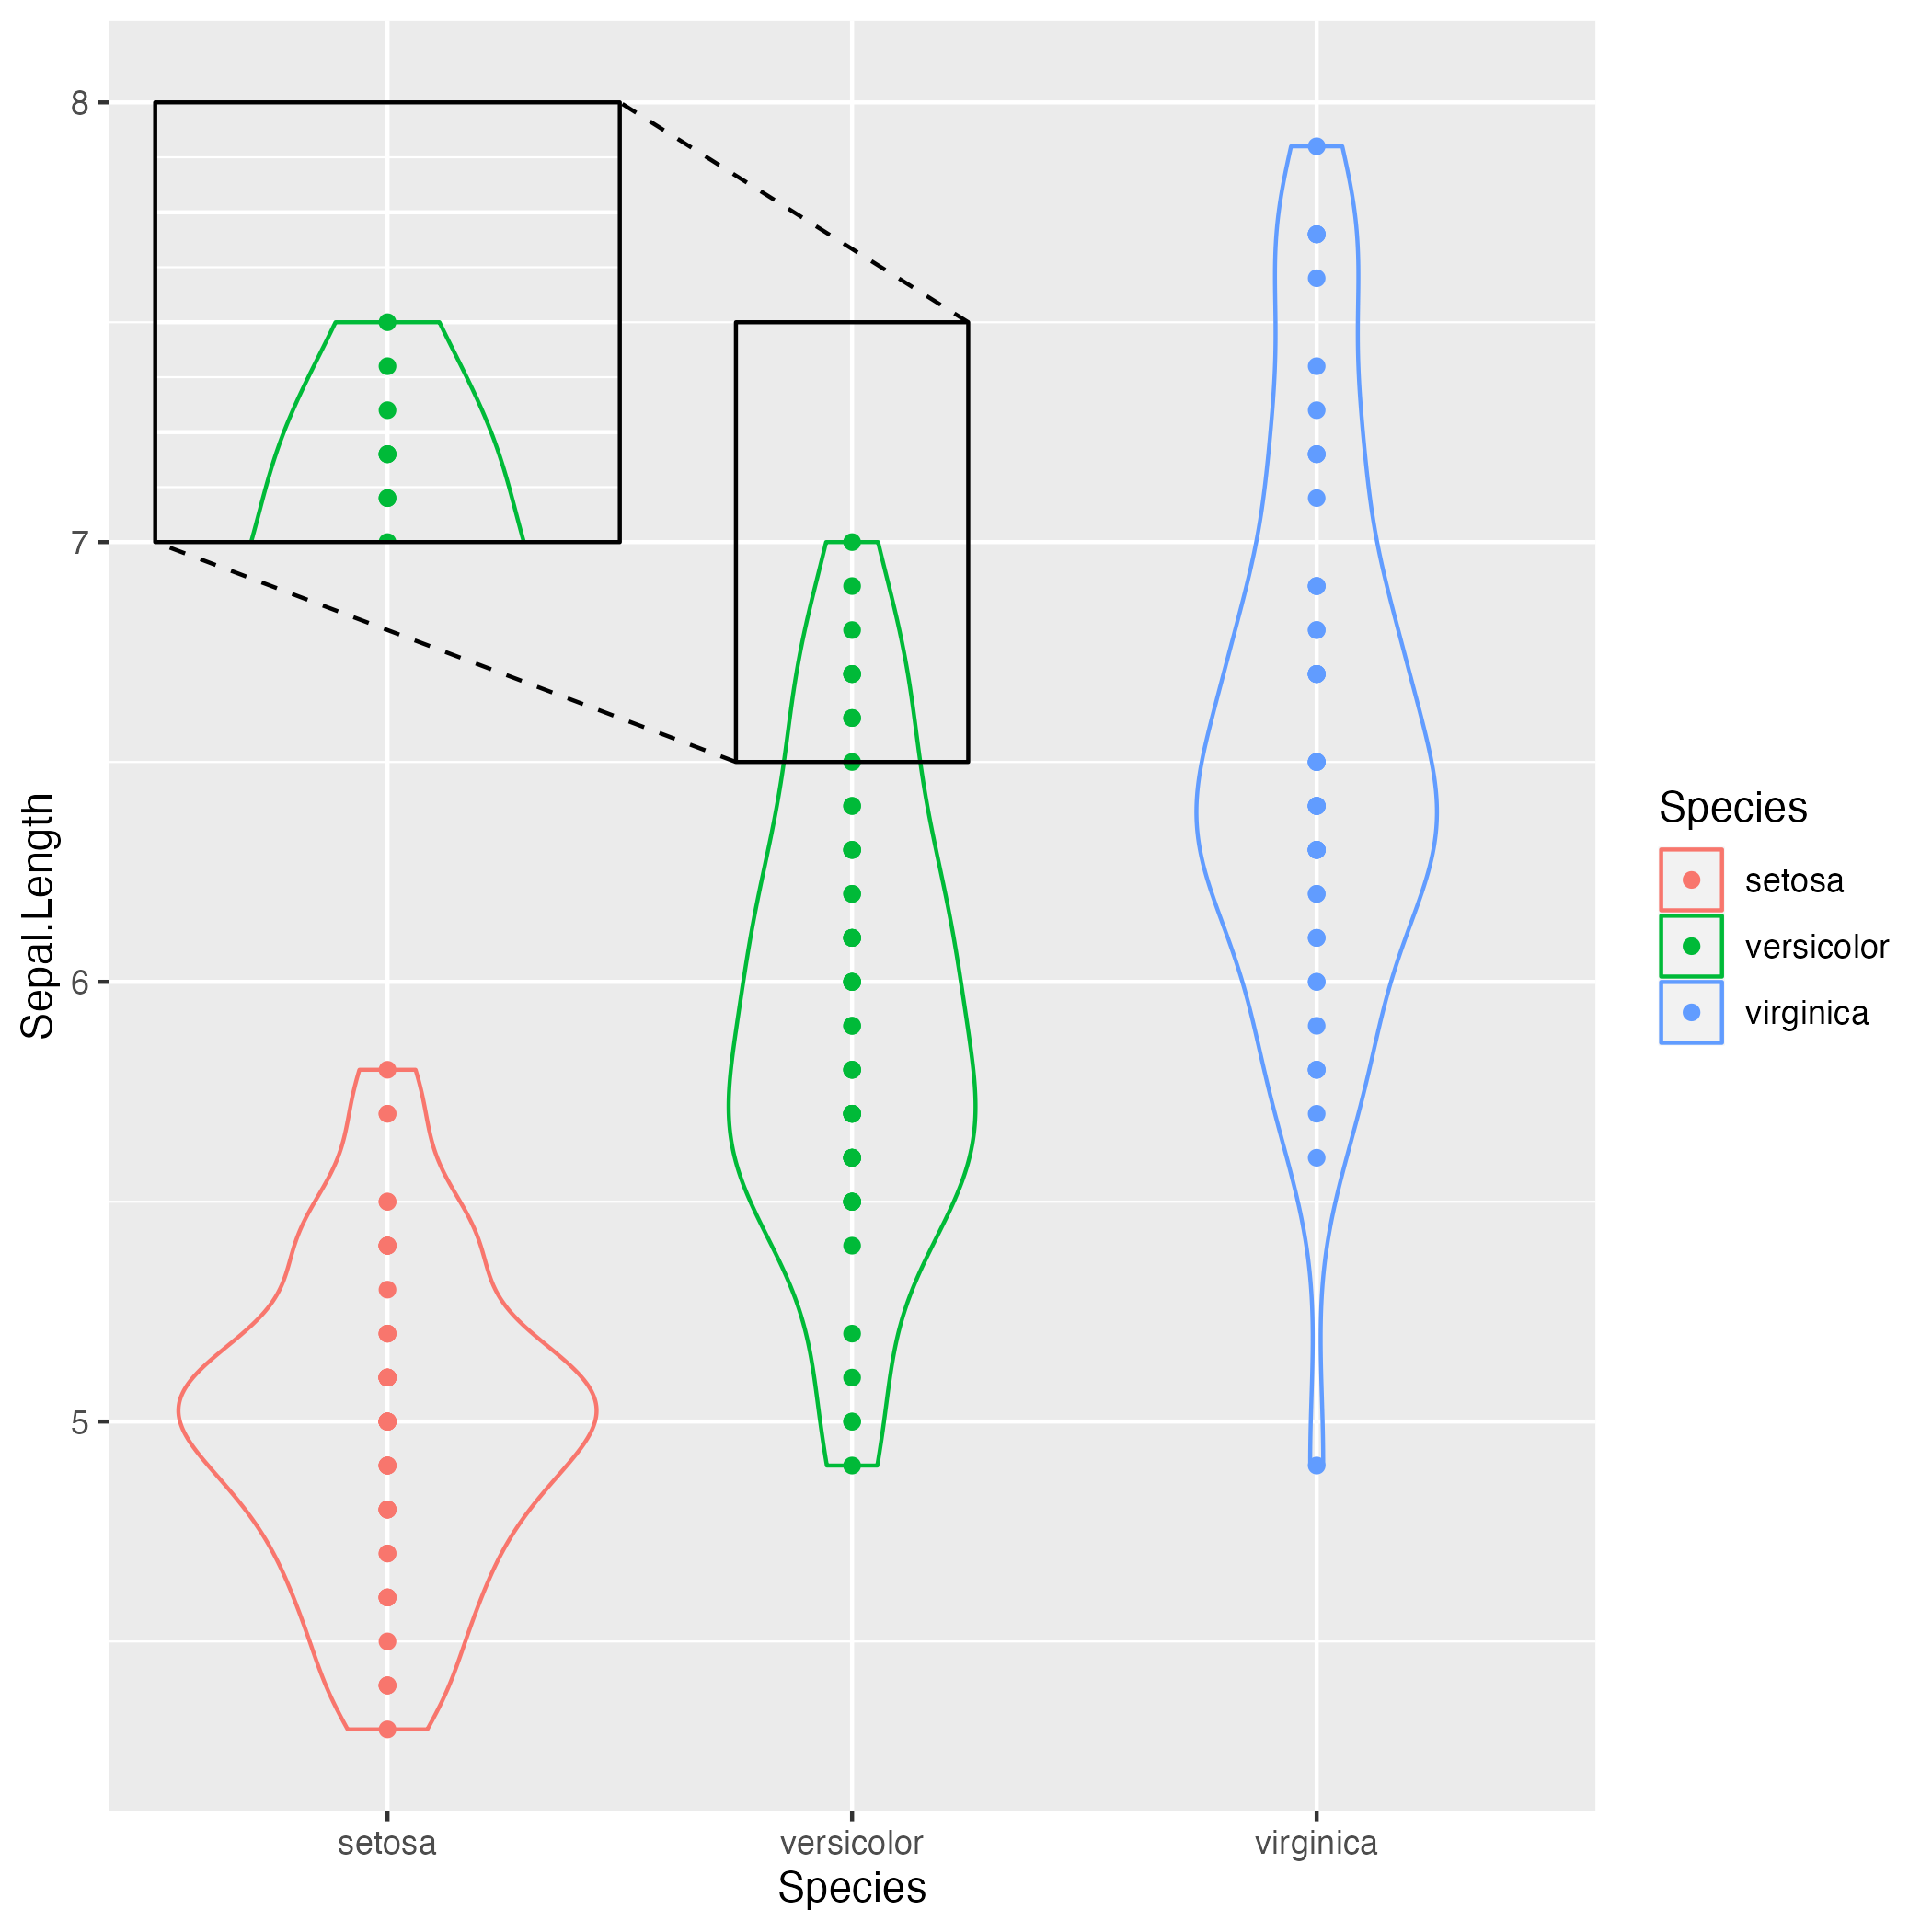 8
7
6
5
Sepal.Length
setosa
versicolor
virginica
Species
Species
setosa
versicolor
virginica